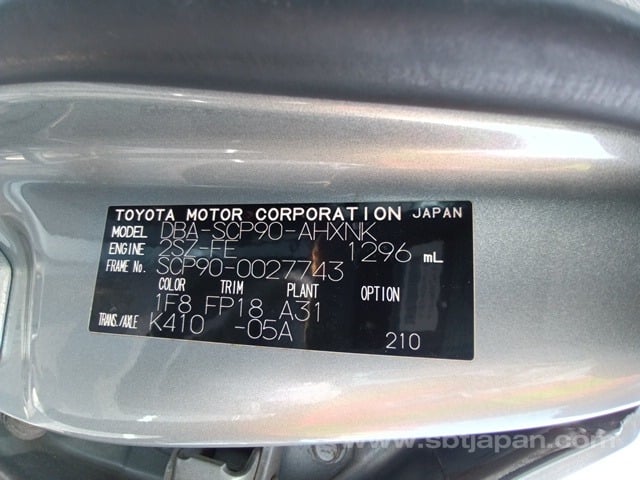 TOYOTA MOTOR CORPORATION JAPAN
MODEL DBA-SCP90-AHXNK
ENGINE 2SZ-FE 1296 mL
FRAME No. SCP90-0027743
COLOR TRIM PLANT OPTION
1F8 FP18 A31
TRANS./AXLE K410 -05A
210
www.sbtjapan.com